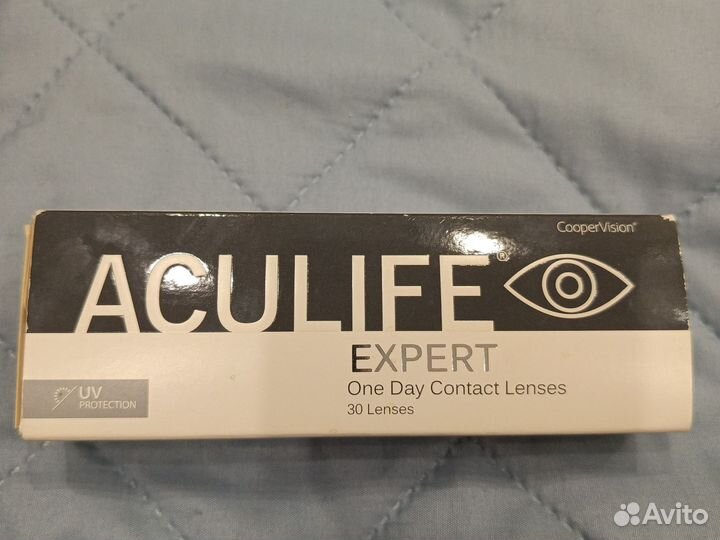 CooperVision®
ACULIFE®
EXPERT
One Day Contact Lenses
30 Lenses
UV
PROTECTION
Avito